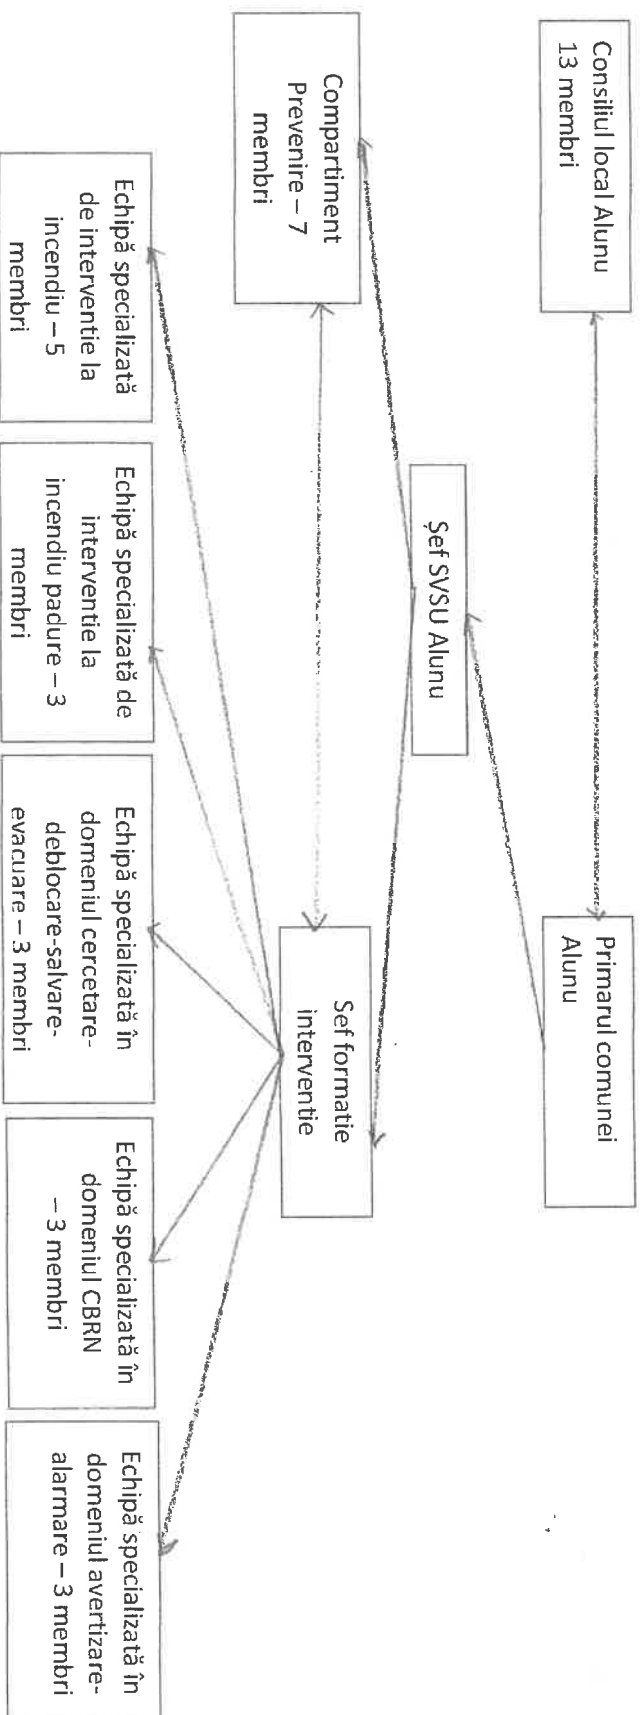 Consiliul local Alunu
13 membri
Primarul comunei
Alunu
Șef SVSU Alunu
Compartiment
Prevenire – 7
membri
Sef formatie
interventie
Echipă specializată
de interventie la
incendiu – 5
membri
Echipă specializată de
interventie la
incendiu padure – 3
membri
Echipă specializată în
domeniul cercetare-
deblocare-salvare-
evacuare – 3 membri
Echipă specializată în
domeniul CBRN
– 3 membri
Echipă specializată în
domeniul avertizare-
alarmare – 3 membri